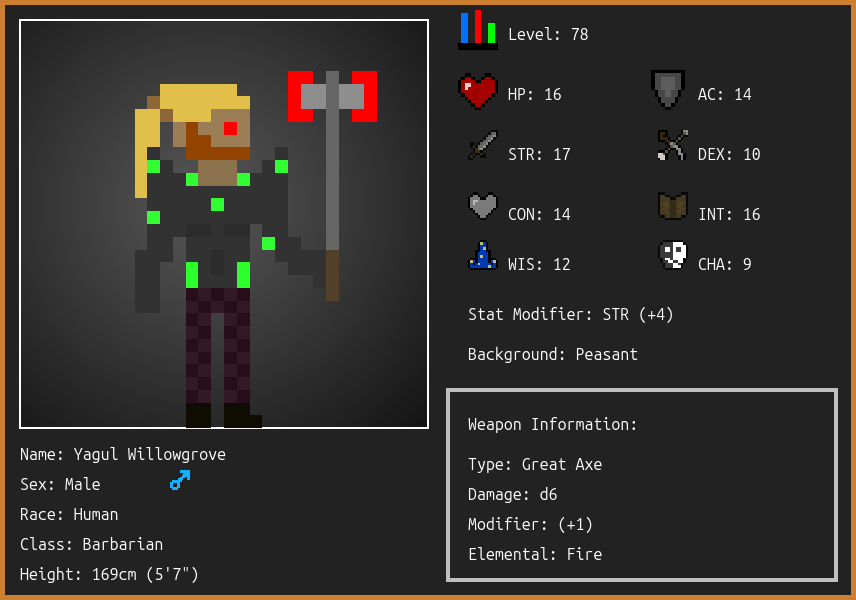 Level: 78
HP: 16
AC: 14
STR: 17
DEX: 10
CON: 14
INT: 16
WIS: 12
CHA: 9
Stat Modifier: STR (+4)
Background: Peasant
Weapon Information:
Type: Great Axe
Damage: d6
Modifier: (+1)
Elemental: Fire
Name: Yagul Willowgrove
Sex: Male
Race: Human
Class: Barbarian
Height: 169cm (5'7")